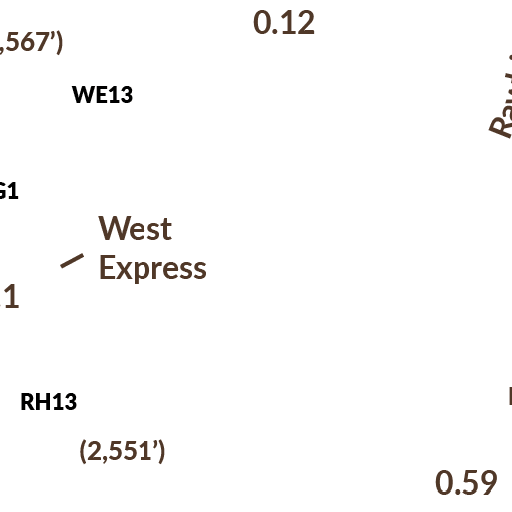 0.12
,567’)
WE13
G1
West
Express
1
RH13
(2,551’)
0.59